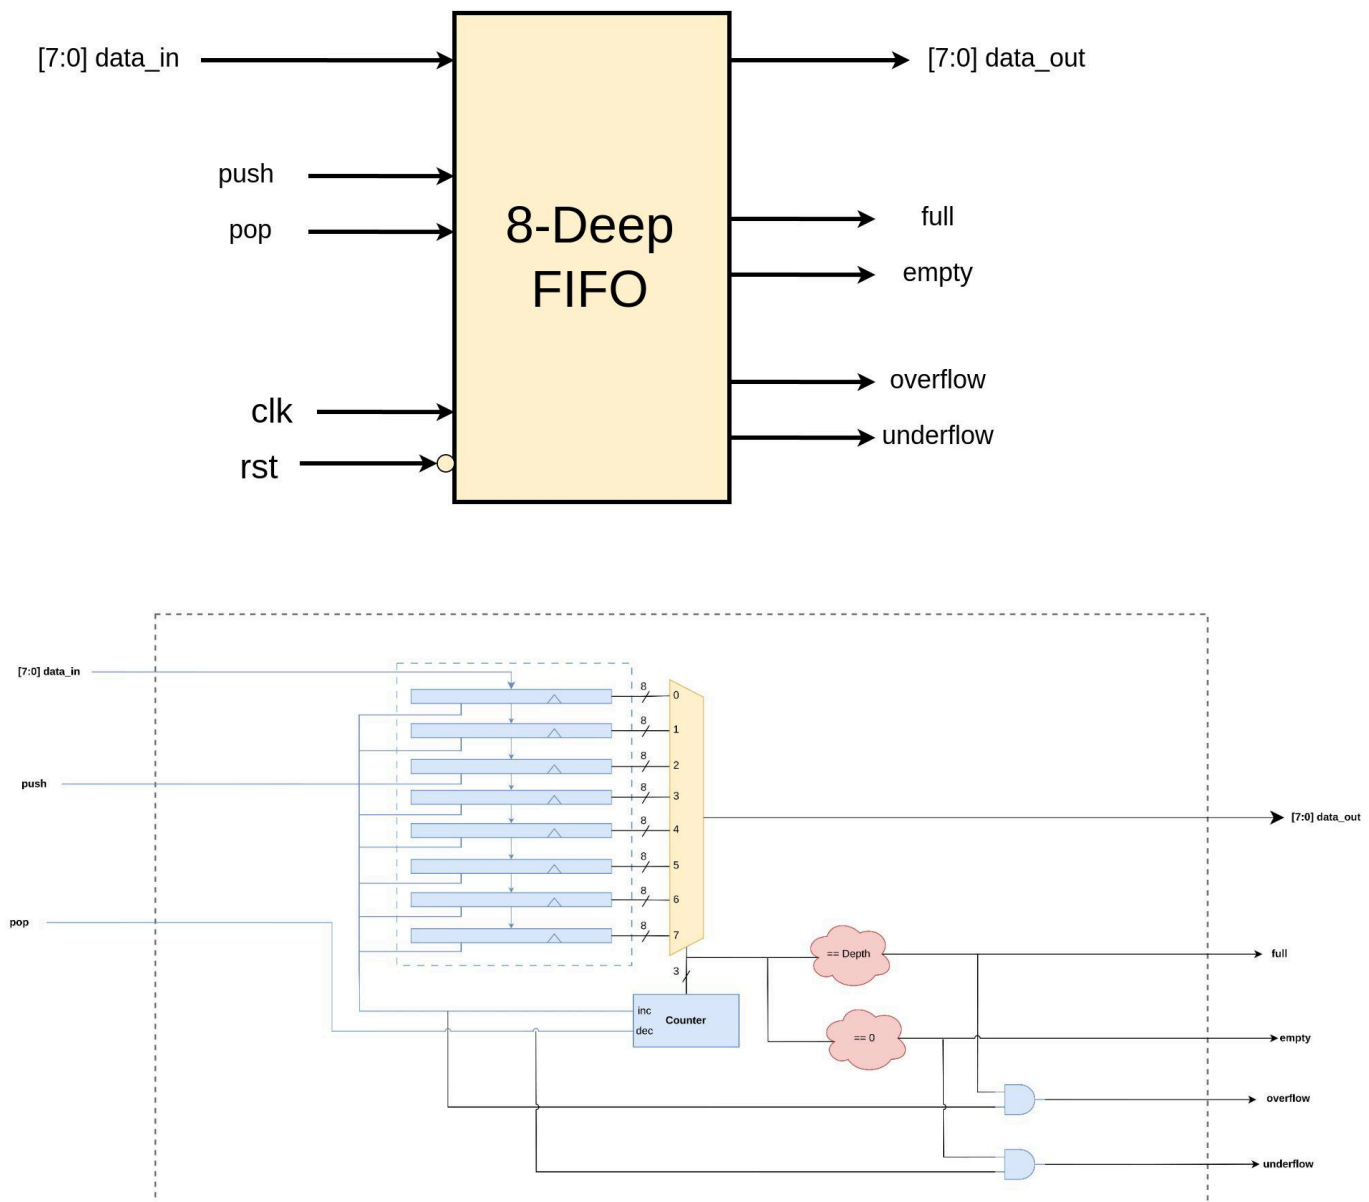 [7:0] data_in
[7:0] data_out
push
pop
8-Deep
FIFO
full
empty
clk
rst
overflow
underflow
[7:0] data_in
push
pop
8
0
8
1
8
2
8
3
8
4
8
5
8
6
8
7
3
inc
dec
Counter
[7:0] data_out
== Depth
full
== 0
empty
overflow
underflow